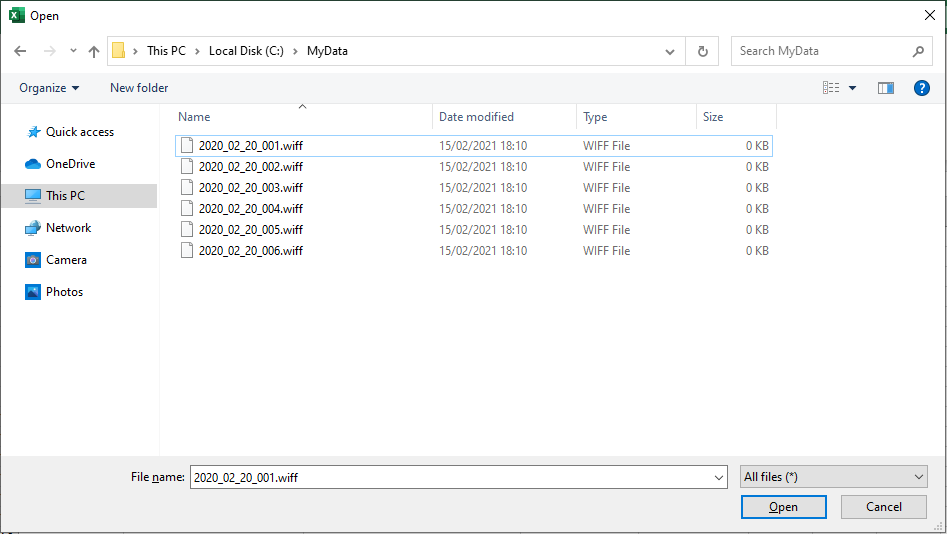 Open
This PC > Local Disk (C:) > MyData
Search MyData
Organize
New folder
Quick access
OneDrive
This PC
Network
Camera
Photos
Name Date modified Type Size
2020_02_20_001.wiff 15/02/2021 18:10 WIFF File 0 KB
2020_02_20_002.wiff 15/02/2021 18:10 WIFF File 0 KB
2020_02_20_003.wiff 15/02/2021 18:10 WIFF File 0 KB
2020_02_20_004.wiff 15/02/2021 18:10 WIFF File 0 KB
2020_02_20_005.wiff 15/02/2021 18:10 WIFF File 0 KB
2020_02_20_006.wiff 15/02/2021 18:10 WIFF File 0 KB
File name: 2020_02_20_001.wiff All files (*)
Open Cancel